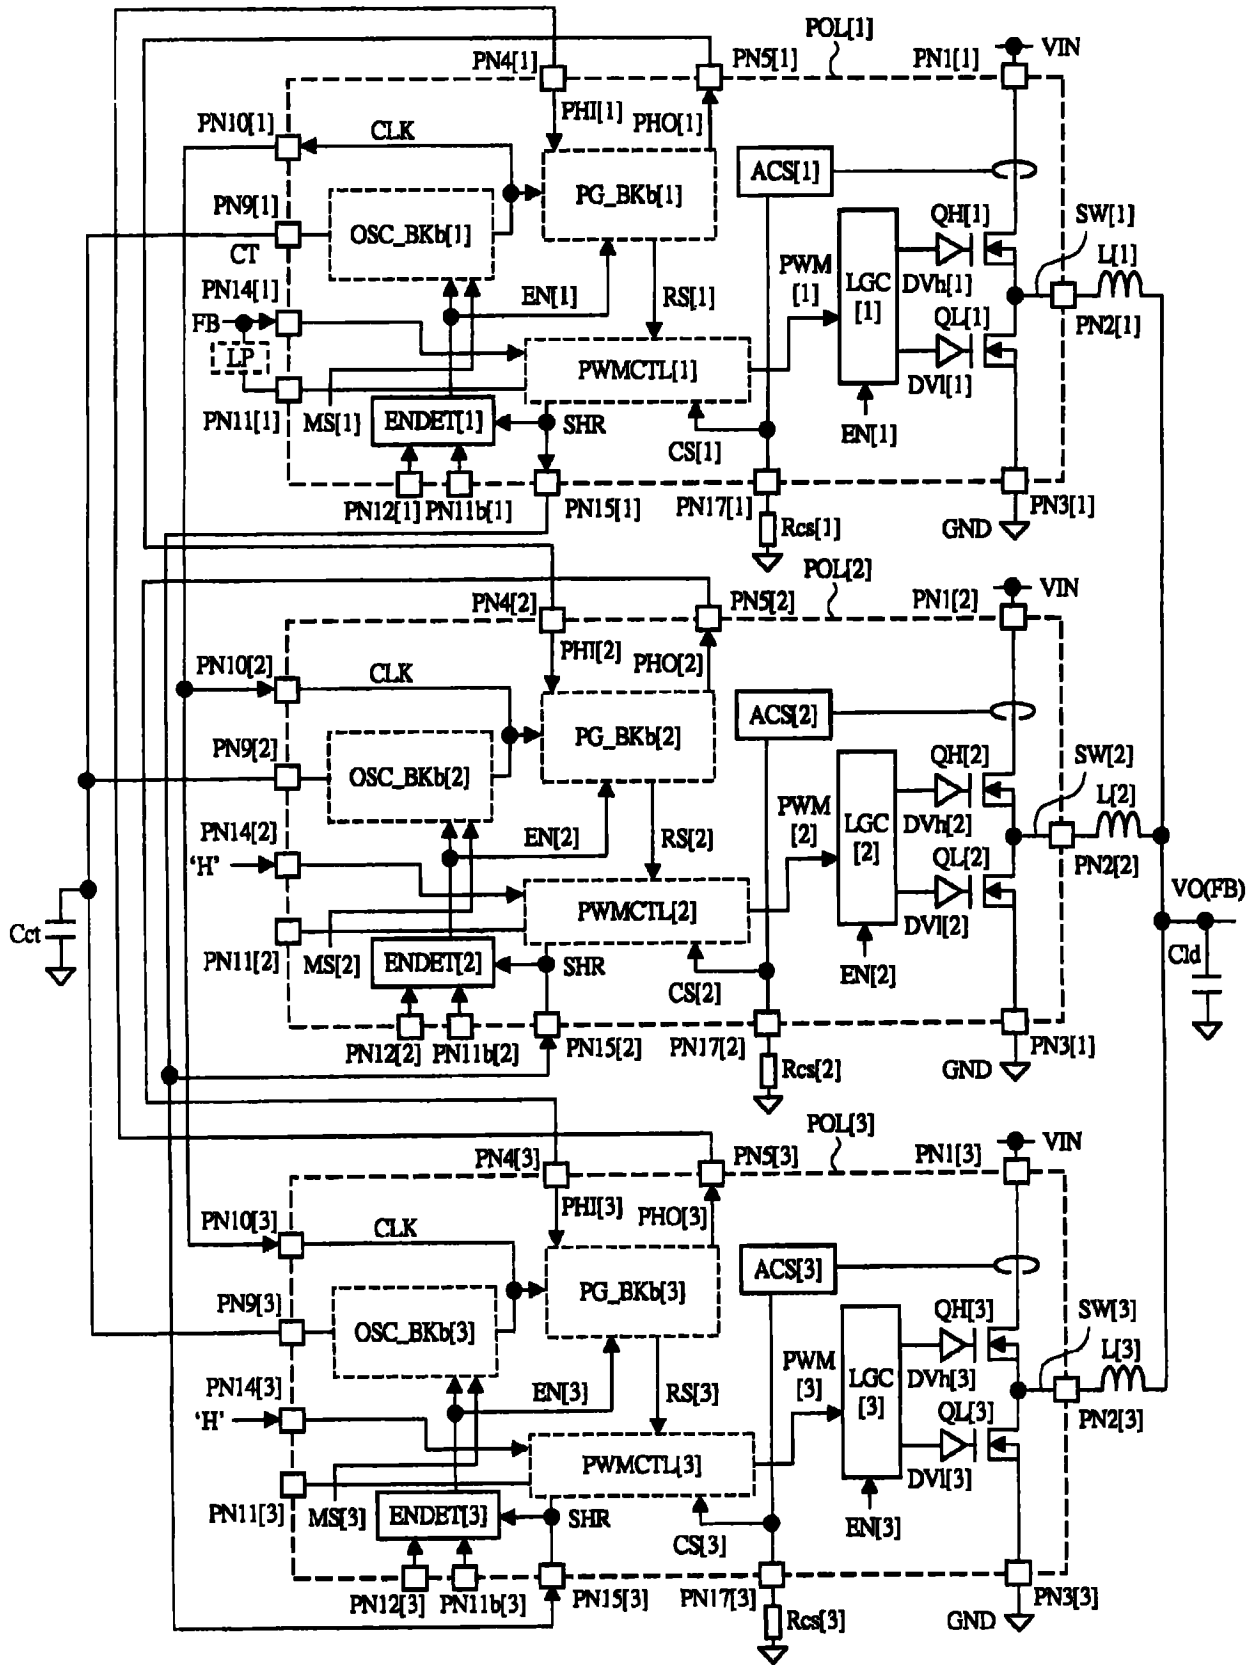 POL[1]
PN4[1]
PN5[1]
PN1[1]
VIN
PHI[1]
PHO[1]
PN10[1]
CLK
ACS[1]
PG_BKb[1]
PN9[1]
OSC_BKb[1]
QH[1]
SW[1]
CT
L[1]
PWM
[1]
LGC
[1]
DVh[1]
PN14[1]
EN[1]
RS[1]
FB
QL[1]
PN2[1]
LP
PWMCTL[1]
DVl[1]
PN11[1]
MS[1]
ENDET[1]
SHR
CS[1]
EN[1]
PN12[1]
PN11b[1]
PN15[1]
PN17[1]
PN3[1]
Rcs[1]
GND
POL[2]
PN4[2]
PN5[2]
PN1[2]
VIN
PHI[2]
PHO[2]
PN10[2]
CLK
ACS[2]
PG_BKb[2]
PN9[2]
OSC_BKb[2]
QH[2]
SW[2]
L[2]
PWM
[2]
LGC
[2]
DVh[2]
PN14[2]
EN[2]
RS[2]
‘H’
QL[2]
PN2[2]
VO(FB)
PWMCTL[2]
DVl[2]
Cct
Cld
PN11[2]
MS[2]
ENDET[2]
SHR
CS[2]
EN[2]
PN12[2]
PN11b[2]
PN15[2]
PN17[2]
PN3[1]
Rcs[2]
GND
POL[3]
PN4[3]
PN5[3]
PN1[3]
VIN
PHI[3]
PHO[3]
PN10[3]
CLK
ACS[3]
PG_BKb[3]
PN9[3]
OSC_BKb[3]
QH[3]
SW[3]
L[3]
PWM
[3]
LGC
[3]
DVh[3]
PN14[3]
EN[3]
RS[3]
‘H’
QL[3]
PN2[3]
PWMCTL[3]
DVl[3]
PN11[3]
MS[3]
ENDET[3]
SHR
CS[3]
EN[3]
PN12[3]
PN11b[3]
PN15[3]
PN17[3]
PN3[3]
Rcs[3]
GND